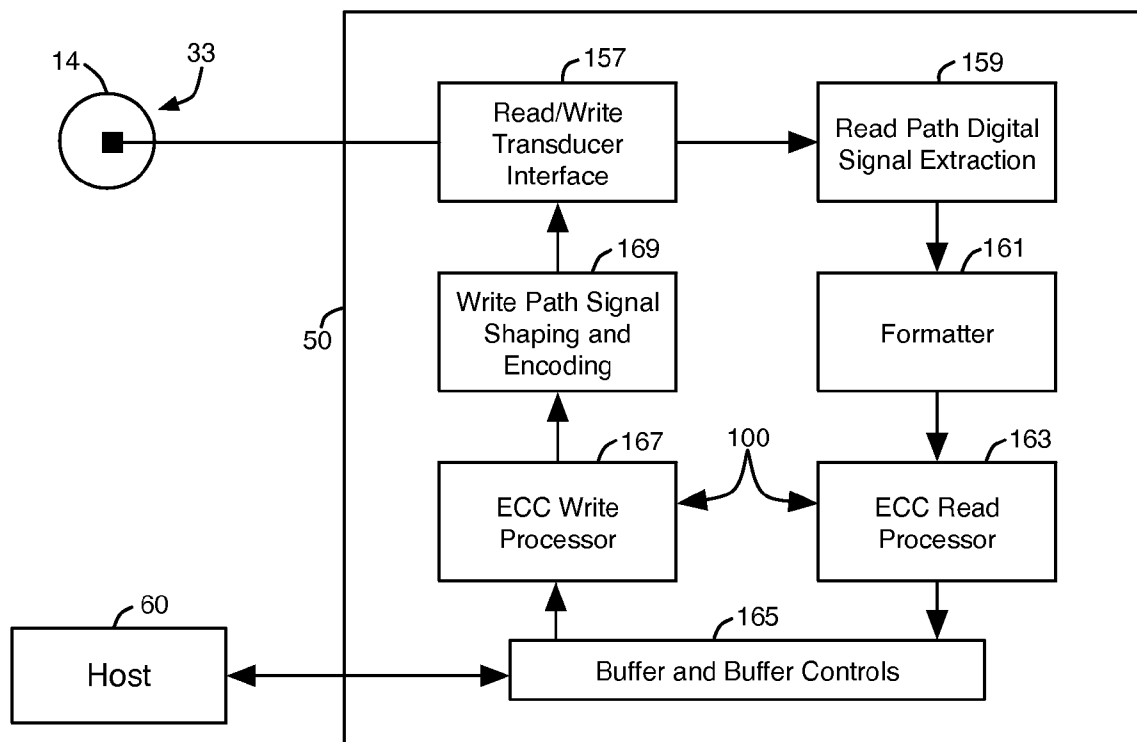 14
33
157
159
Read/Write
Transducer
Interface
Read Path Digital
Signal Extraction
169
161
Write Path Signal
Shaping and
Encoding
Formatter
50
167
100
163
ECC Write
Processor
ECC Read
Processor
60
165
Host
Buffer and Buffer Controls